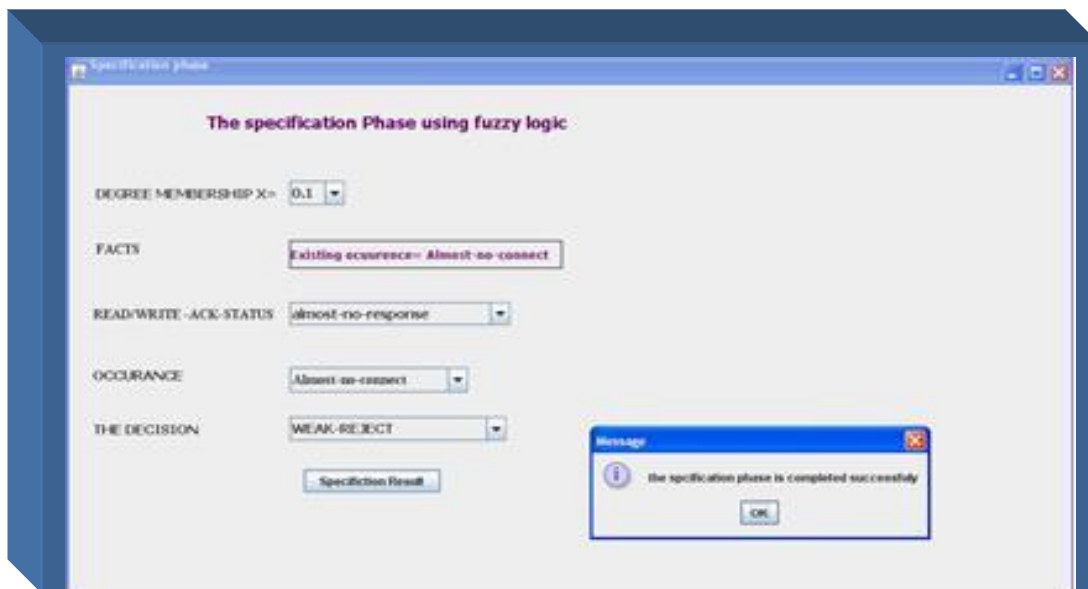 Specification phase
The specification Phase using fuzzy logic
DEGREE MEMBERSHIP X= 0.1
FACTS Existing ocuurence= Almost-no-connect
READ/WRITE -ACK-STATUS almost-no-response
OCCURANCE Almost-no-connect
THE DECISION WEAK-REJECT
Message
the spcification phase is completed successfuly
Specifiction Result
OK